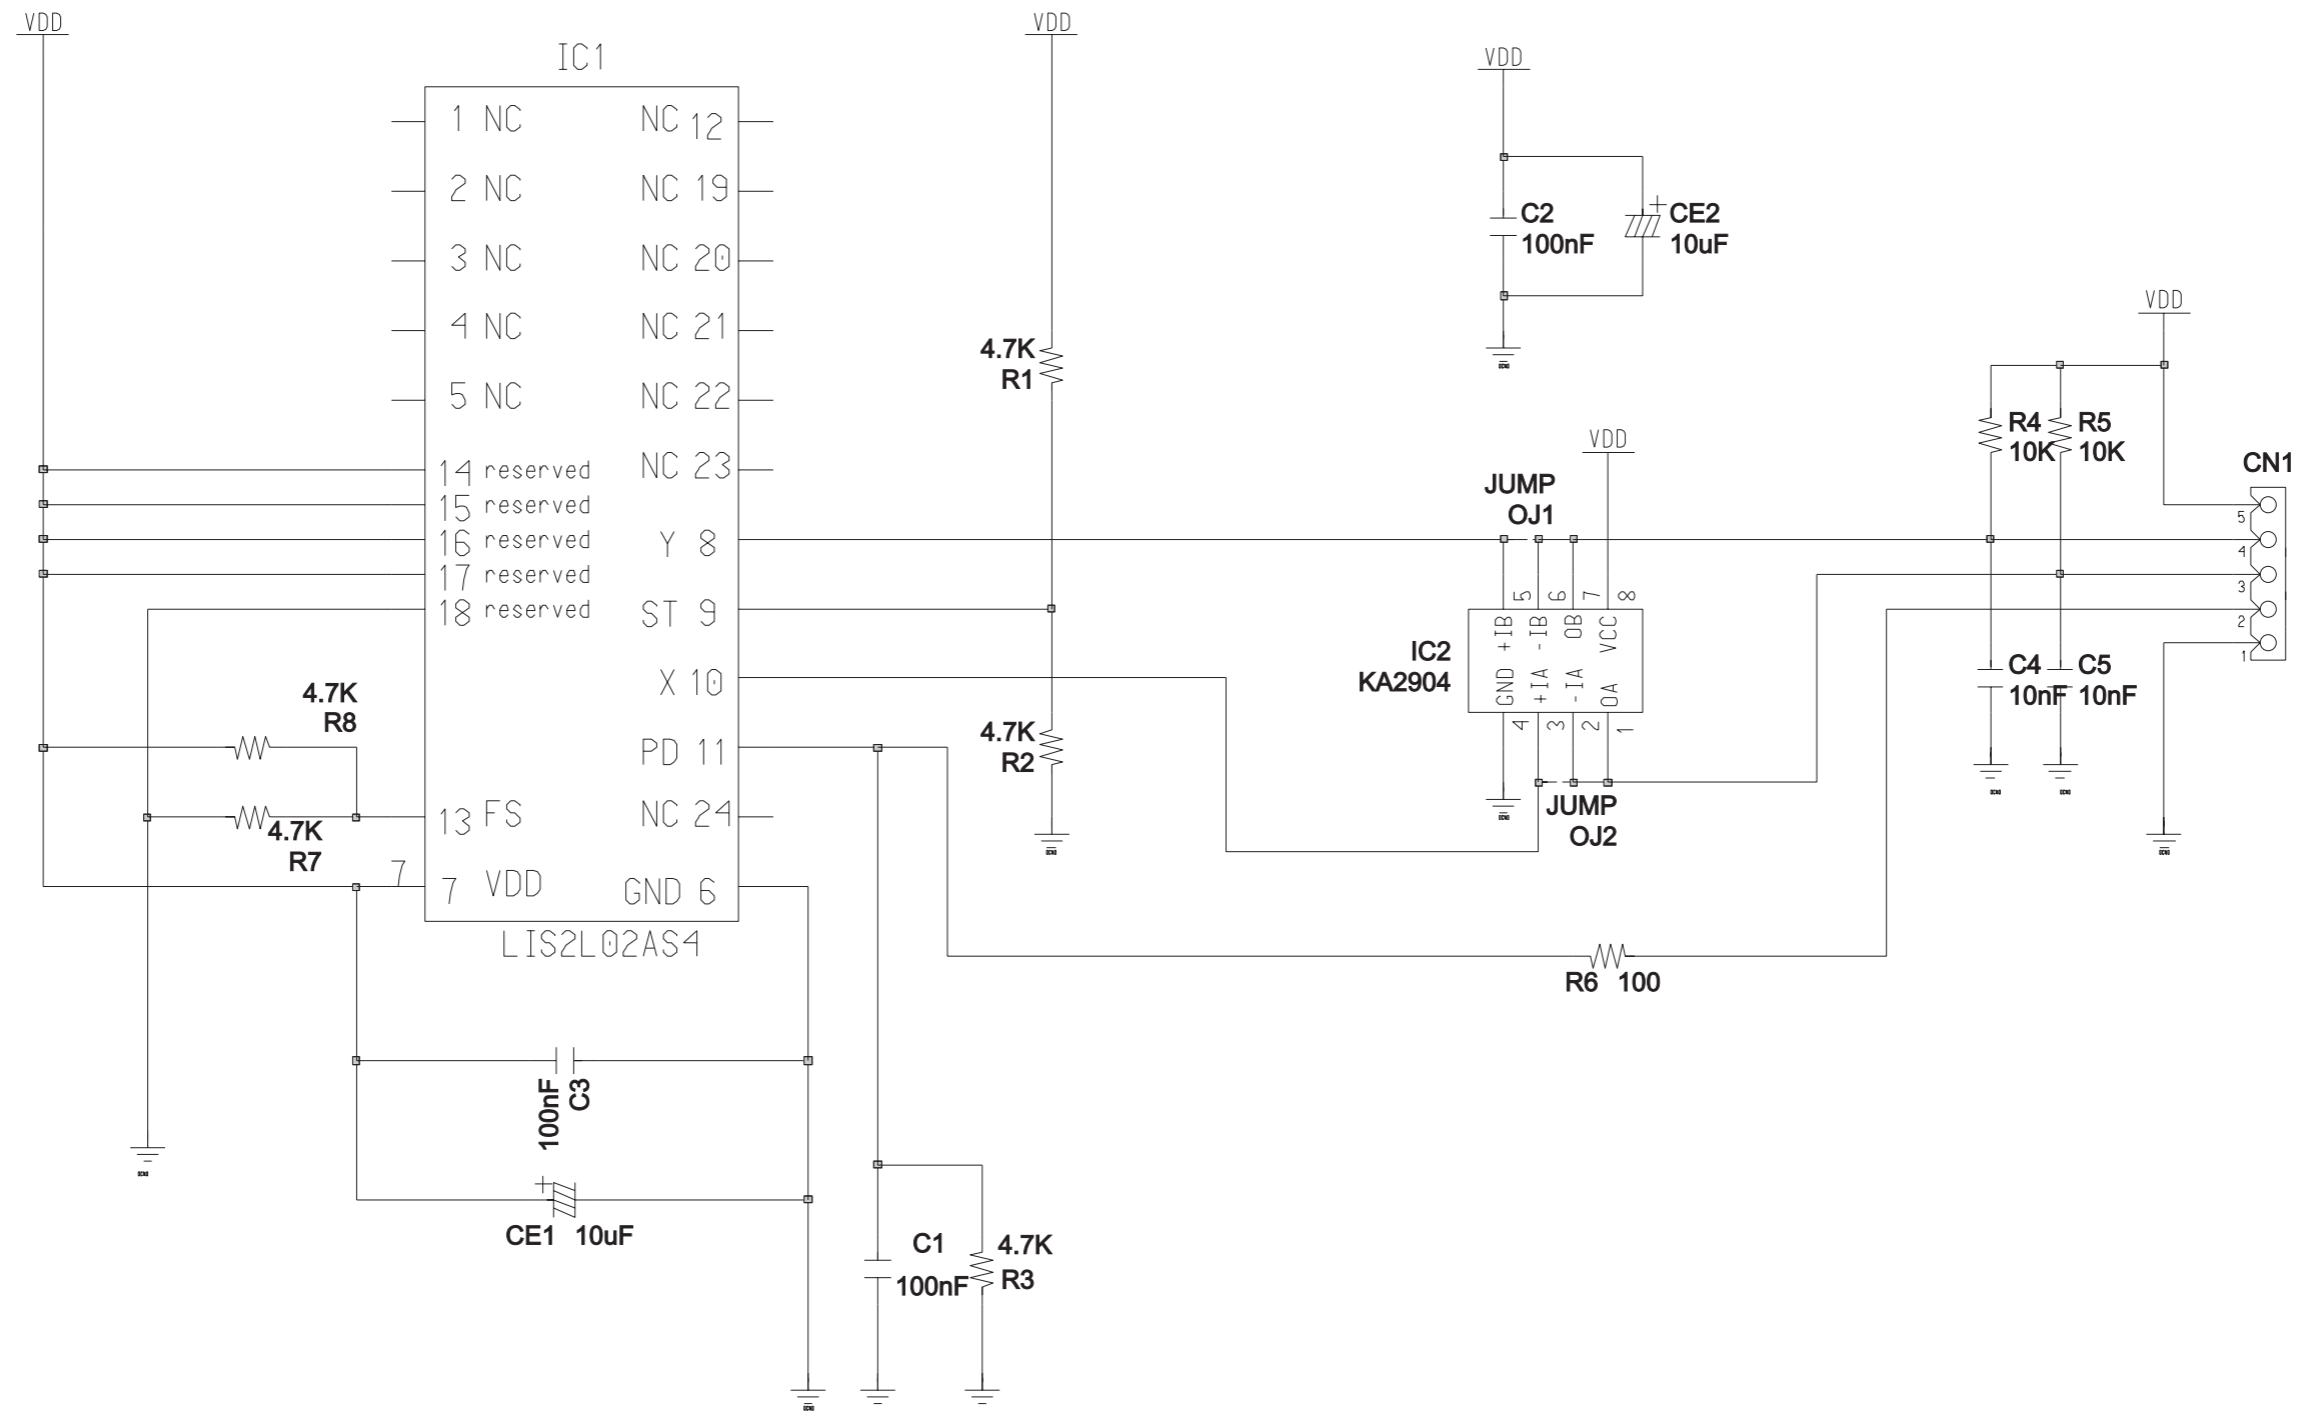 VDD
VDD
IC1
VDD
1 NC
NC 12
2 NC
NC 19
3 NC
NC 20
4 NC
NC 21
5 NC
NC 22
14 reserved
NC 23
15 reserved
16 reserved
Y 8
17 reserved
18 reserved
ST 9
X 10
PD 11
13 FS
NC 24
7
7 VDD
GND 6
LIS2L02AS4
4.7K
R8
4.7K
R7
100nF
C3
+
CE1 10uF
4.7K
R1
4.7K
R2
C1
100nF
4.7K
R3
C2
100nF
+
CE2
10uF
VDD
JUMP
OJ1
5
6
7
8
+IB
-IB
OB
VCC
IC2
KA2904
GND
+IA
-IA
OA
4
3
2
1
JUMP
OJ2
R6 100
VDD
R4
10K
R5
10K
CN1
5
4
3
2
1
C4
10nF
C5
10nF